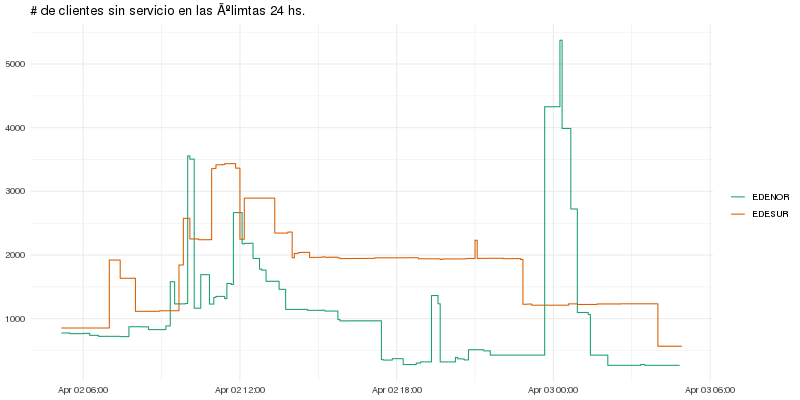 # de clientes sin servicio en las Ãºlimtas 24 hs.
5000
4000
3000
2000
1000
EDENOR
EDESUR
Apr 02 06:00
Apr 02 12:00
Apr 02 18:00
Apr 03 00:00
Apr 03 06:00